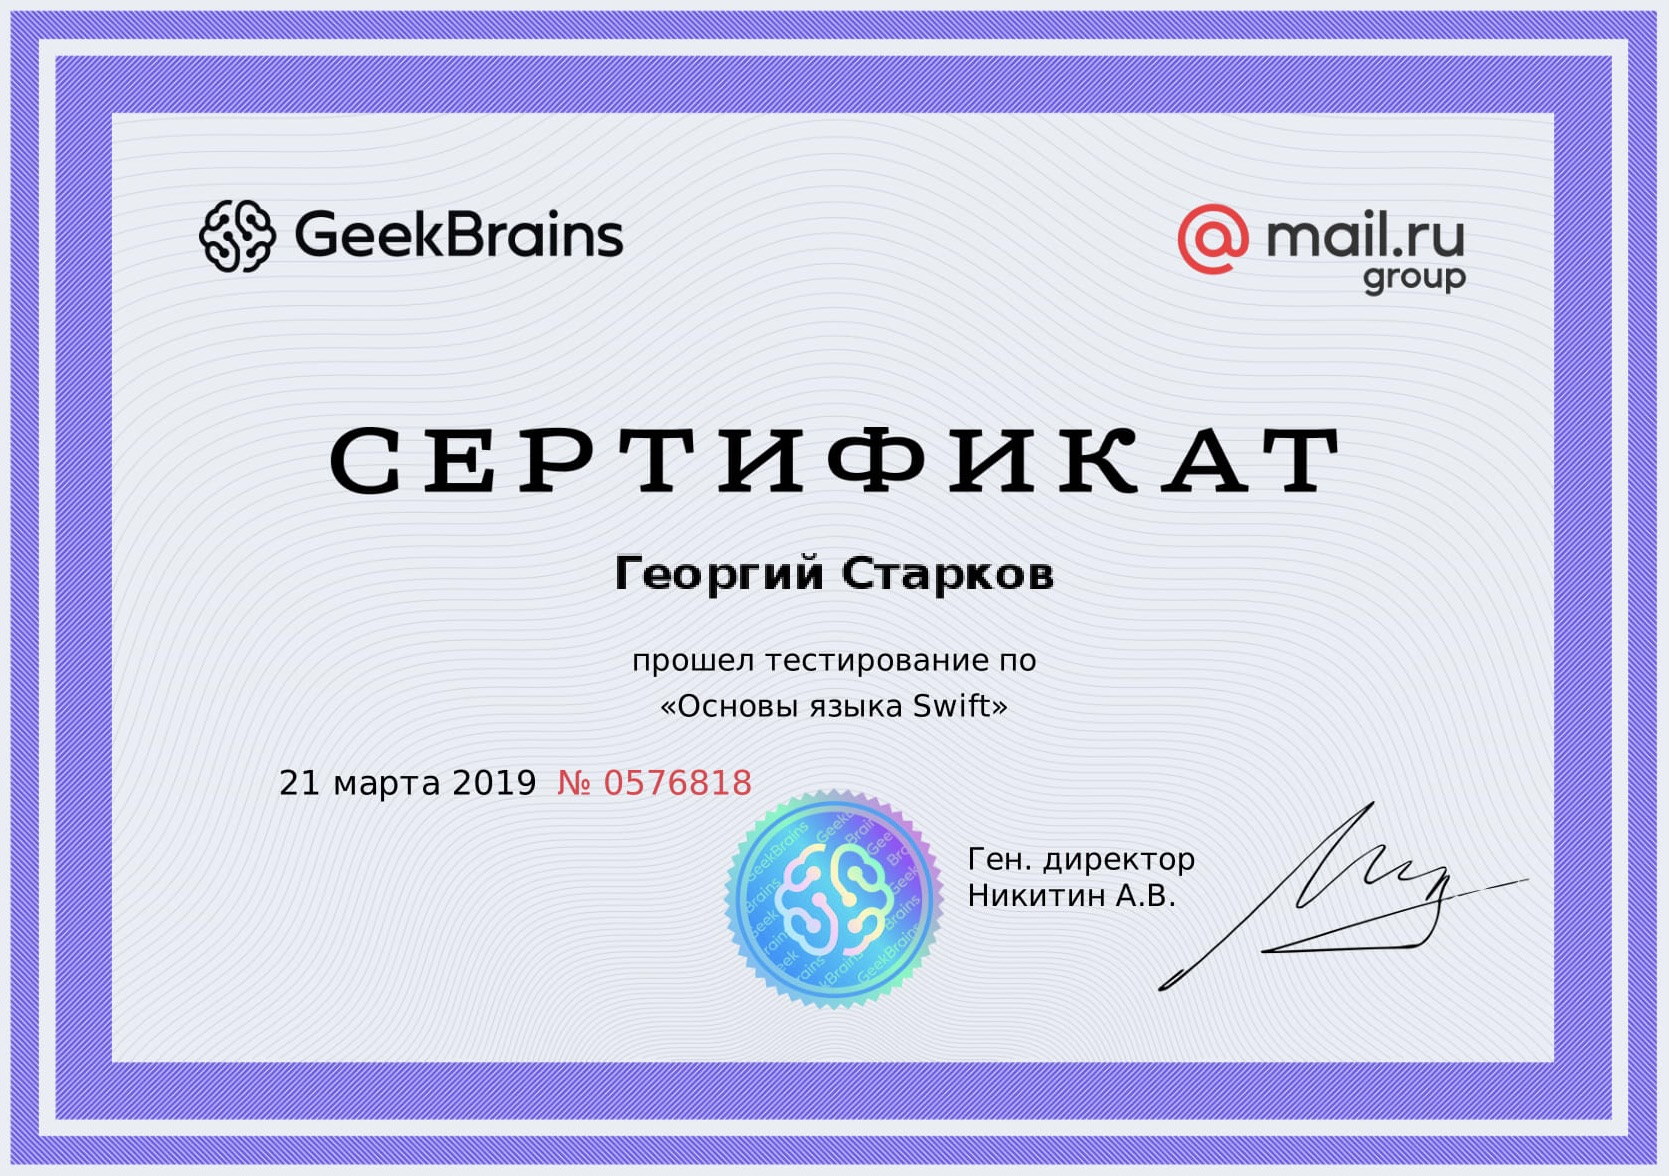 GeekBrains
@mail.ru
group
СЕРТИФИКАТ
Георгий Старков
прошел тестирование по
«Основы языка Swift»
21 марта 2019 № 0576818
Ген. директор
Никитин А.В.
GeekBrains